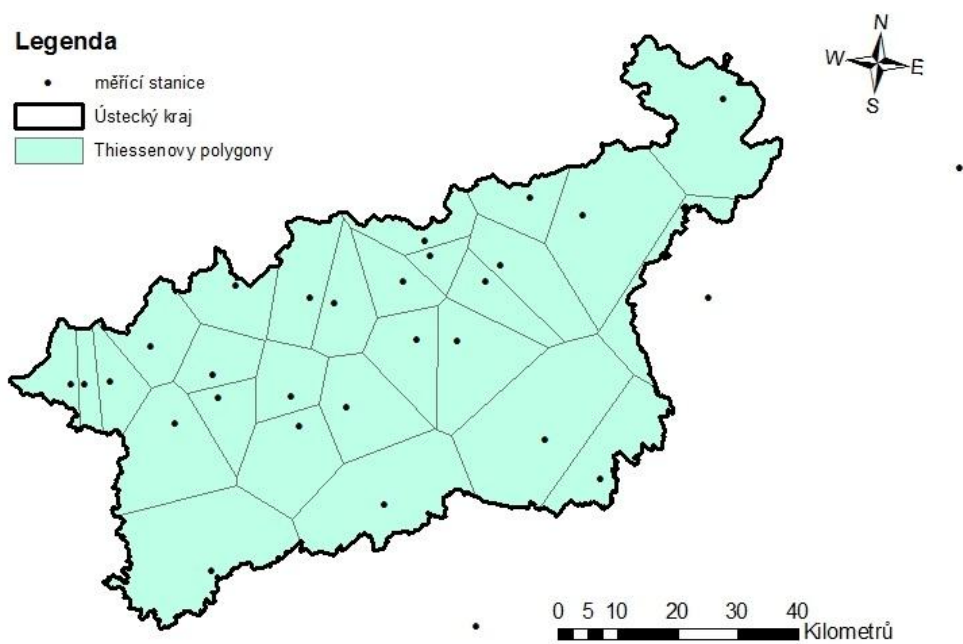 Legenda
měřící stanice
Ústecký kraj
Thiessenovy polygony
N
W E
S
0 5 10 20 30 40
Kilometrů